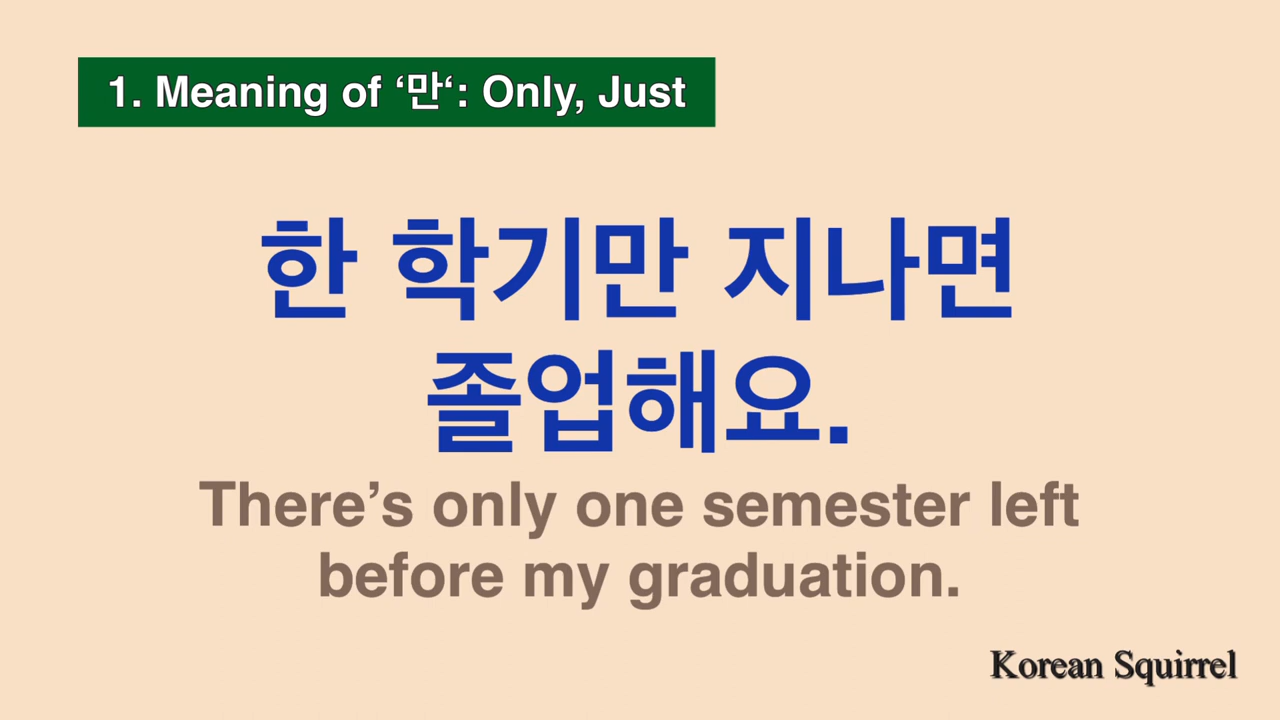 1. Meaning of ‘만‘: Only, Just
한 학기만 지나면
졸업해요.
There’s only one semester left
before my graduation.
Korean Squirrel